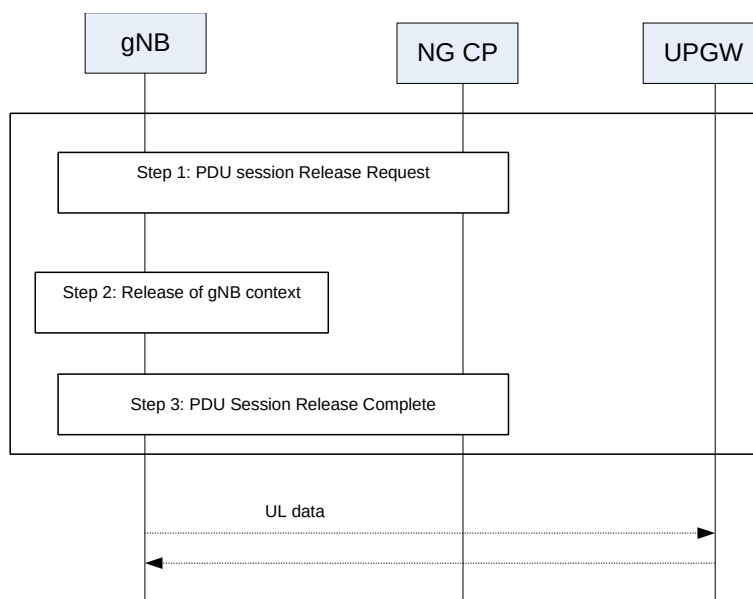 gNB
NG CP
UPGW
Step 1: PDU session Release Request
Step 2: Release of gNB context
Step 3: PDU Session Release Complete
UL data